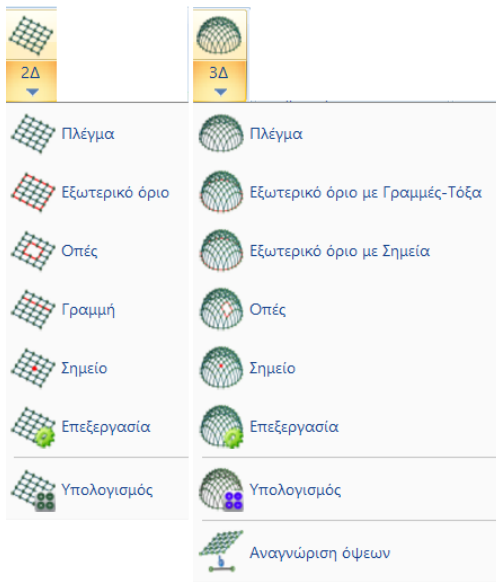 2Δ
Πλέγμα
Εξωτερικό όριο
Οπές
Γραμμή
Σημείο
Επεξεργασία
Υπολογισμός
3Δ
Πλέγμα
Εξωτερικό όριο με Γραμμές-Τόξα
Εξωτερικό όριο με Σημεία
Οπές
Σημείο
Επεξεργασία
Υπολογισμός
Αναγνώριση όψεων